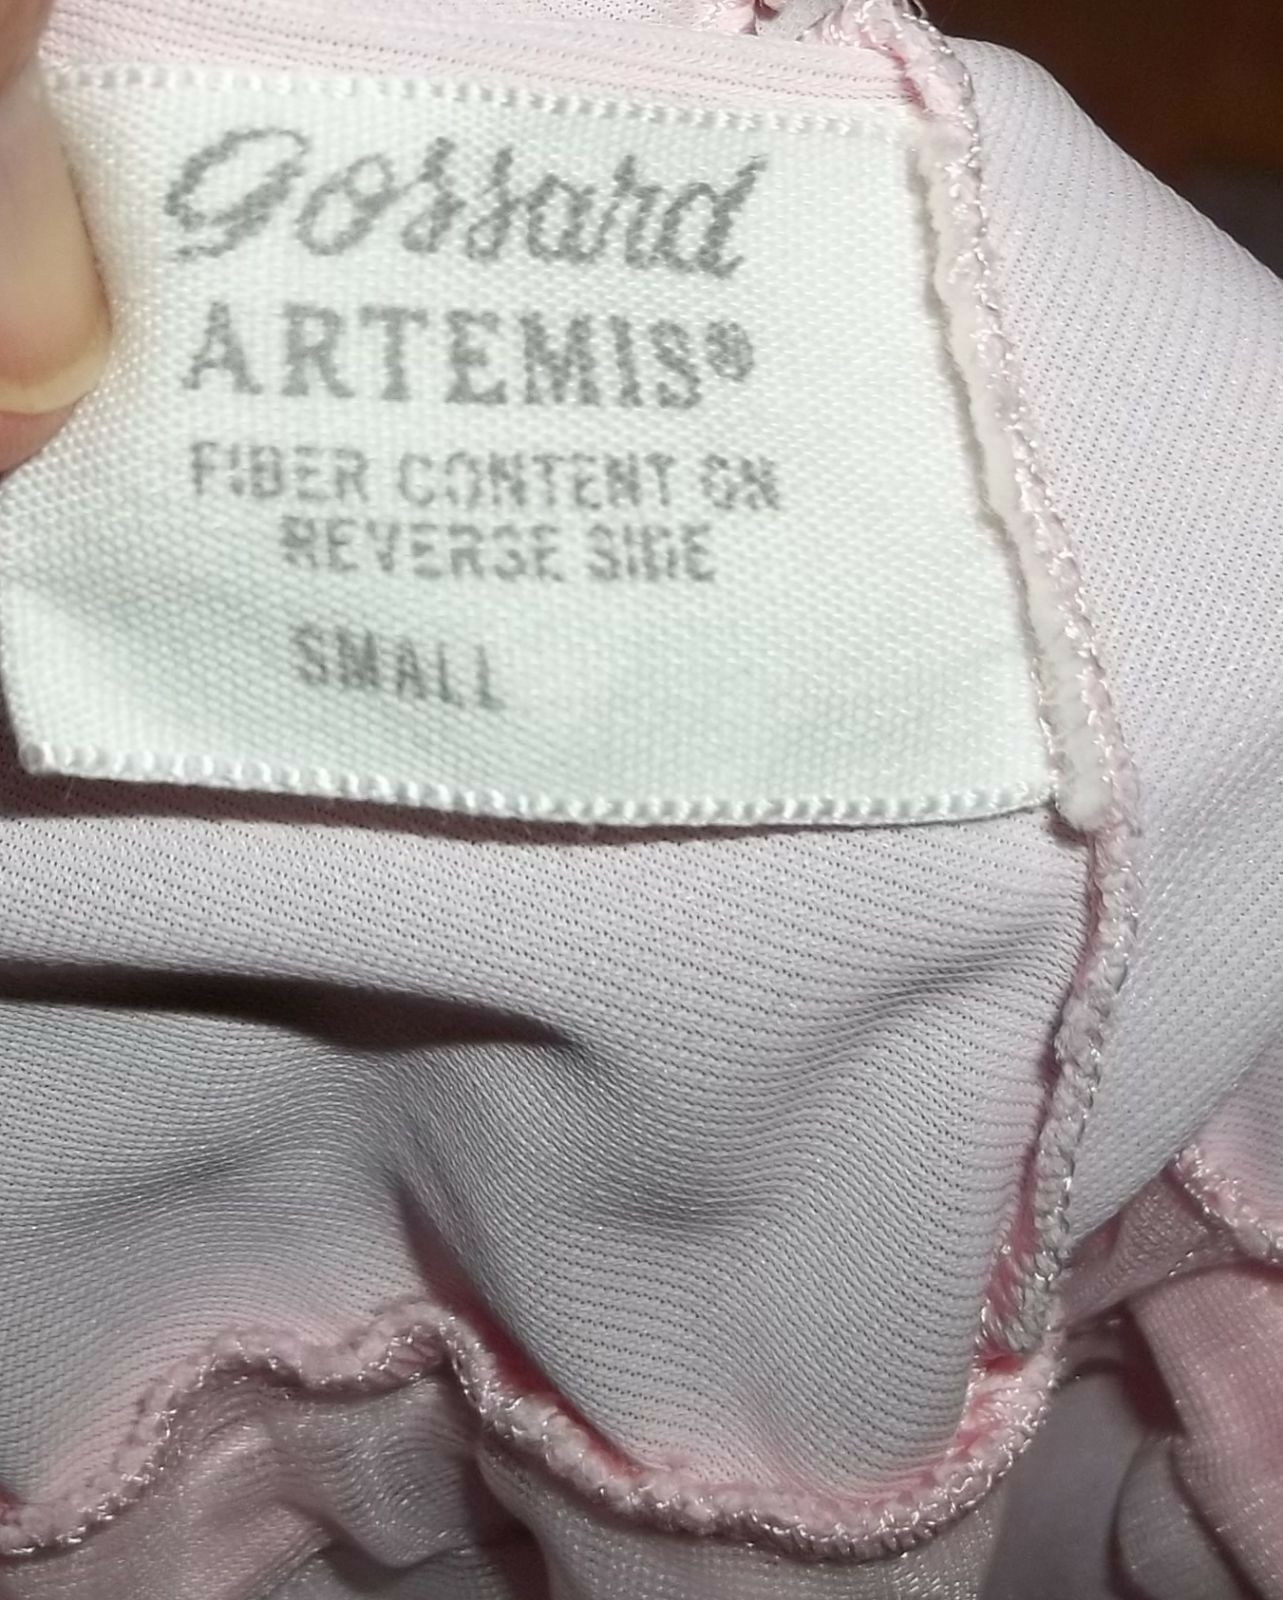 Gossard
ARTEMIS®
FIBER CONTENT ON
REVERSE SIDE
SMALL